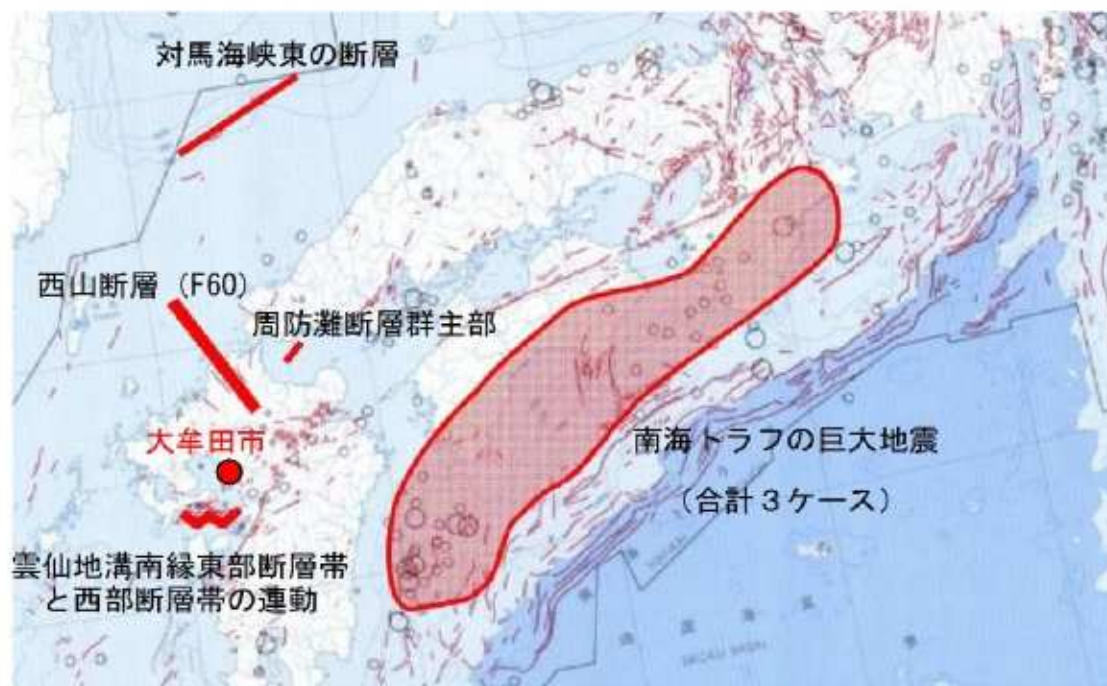 対馬海峡東の断層
西山断層（F60）
周防灘断層群主部
大牟田市
南海トラフの巨大地震
（合計３ケース）
雲仙地溝南縁東部断層帯
と西部断層帯の連動